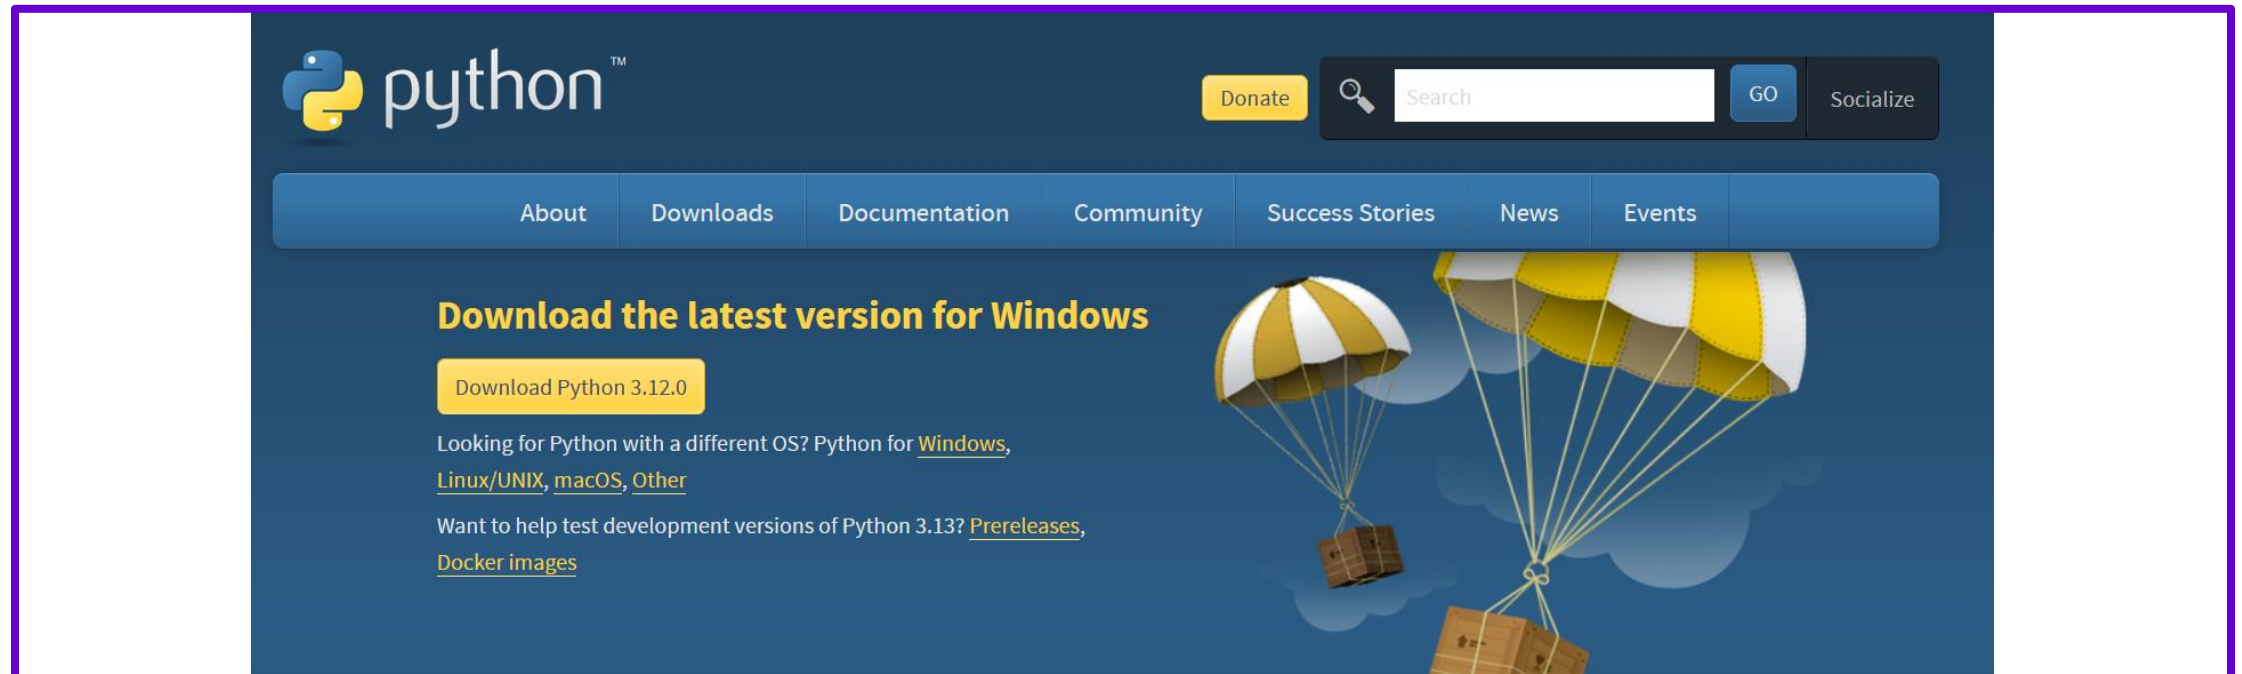 python™
Donate
Search
GO
Socialize
About
Downloads
Documentation
Community
Success Stories
News
Events
Download the latest version for Windows
Download Python 3.12.0
Looking for Python with a different OS? Python for Windows,
Linux/UNIX, macOS, Other
Want to help test development versions of Python 3.13? Prereleases,
Docker images